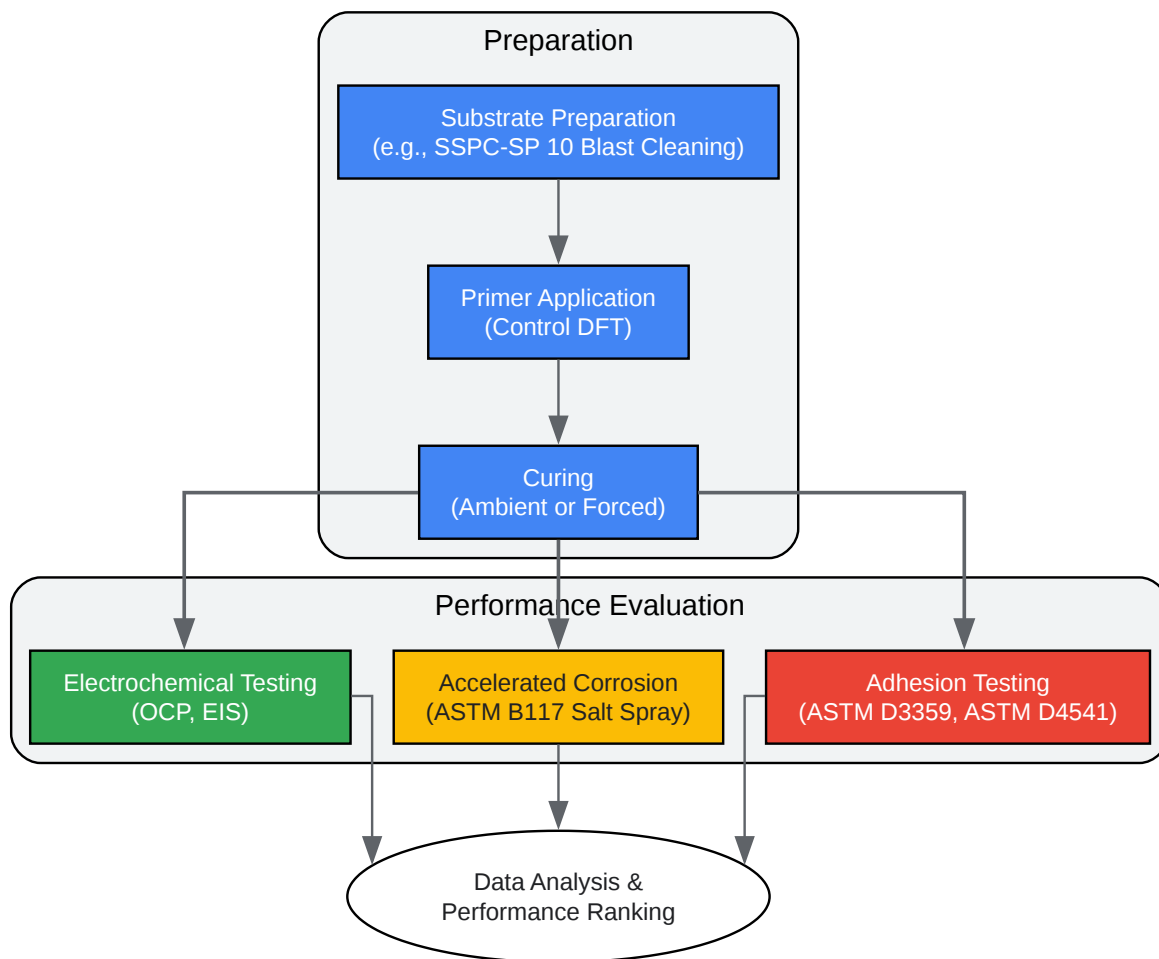 Preparation
Substrate Preparation
(e.g., SSPC-SP 10 Blast Cleaning)
Primer Application
(Control DFT)
Curing
(Ambient or Forced)
Performance Evaluation
Electrochemical Testing
(OCP, EIS)
Accelerated Corrosion
(ASTM B117 Salt Spray)
Adhesion Testing
(ASTM D3359, ASTM D4541)
Data Analysis &
Performance Ranking